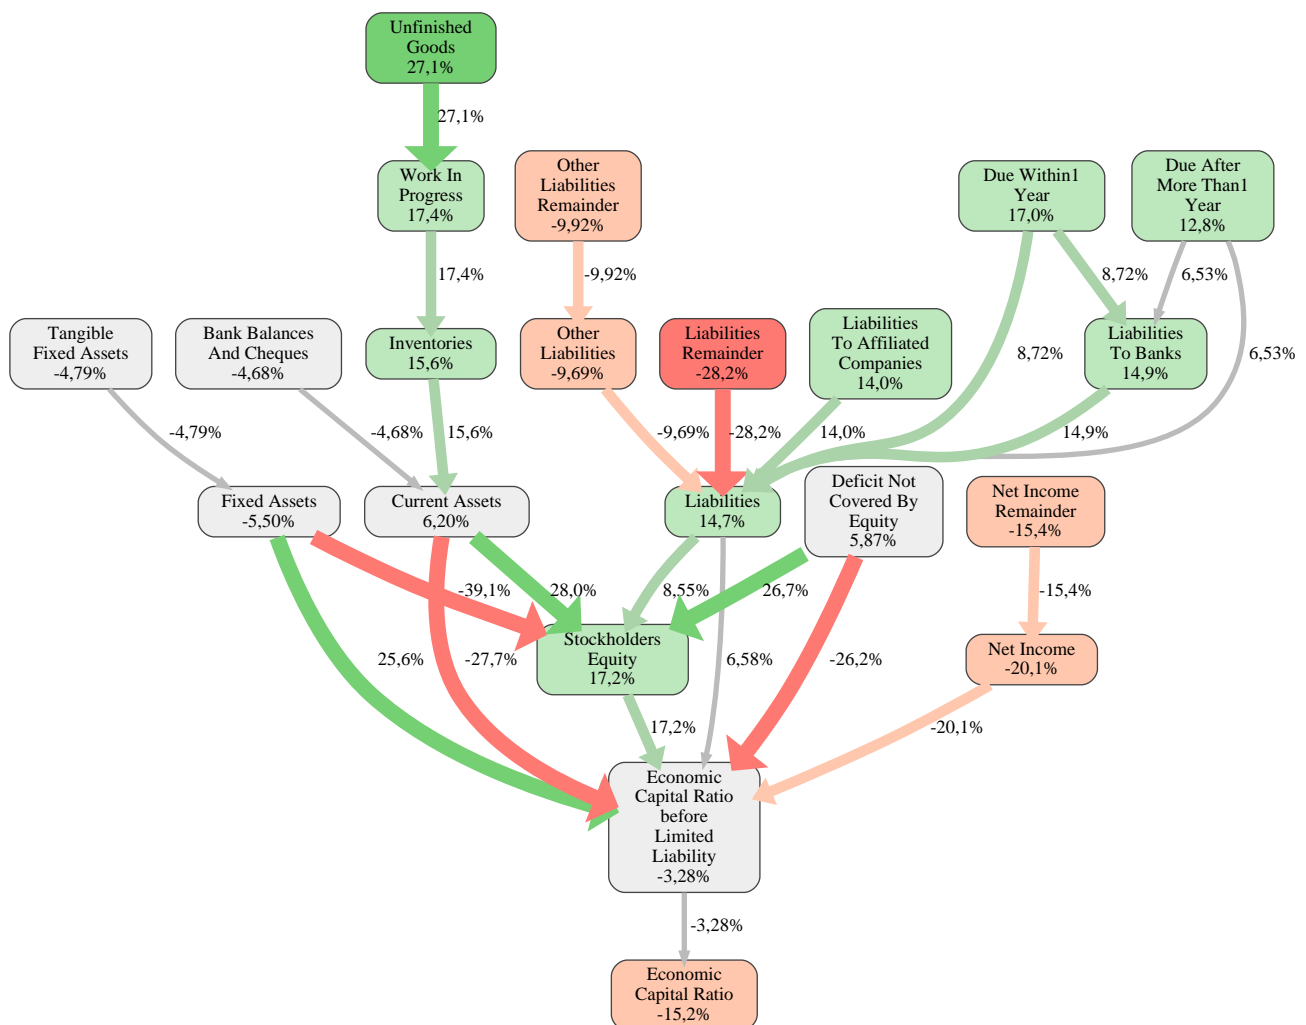 Unfinished
Goods
27,1%
27,1%
Work In
Progress
17,4%
Other
Liabilities
Remainder
-9,92%
Due Within1
Year
17,0%
Due After
More Than1
Year
12,8%
17,4%
-9,92%
8,72%
6,53%
Tangible
Fixed Assets
-4,79%
Bank Balances
And Cheques
-4,68%
Inventories
15,6%
Other
Liabilities
-9,69%
Liabilities
Remainder
-28,2%
Liabilities
To Affiliated
Companies
14,0%
8,72%
Liabilities
To Banks
14,9%
6,53%
-4,79%
-4,68%
15,6%
-9,69%
-28,2%
14,0%
14,9%
Fixed Assets
-5,50%
Current Assets
6,20%
Liabilities
14,7%
Deficit Not
Covered By
Equity
5,87%
Net Income
Remainder
-15,4%
-39,1%
28,0%
8,55%
26,7%
-15,4%
25,6%
-27,7%
Stockholders
Equity
17,2%
6,58%
-26,2%
Net Income
-20,1%
17,2%
-20,1%
Economic
Capital Ratio
before
Limited
Liability
-3,28%
-3,28%
Economic
Capital Ratio
-15,2%